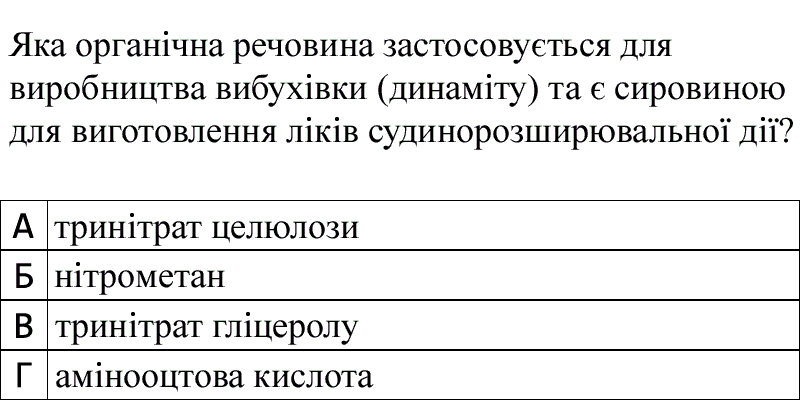 Яка органічна речовина застосовується для
виробництва вибухівки (динаміту) та є сировиною
для виготовлення ліків судинорозширювальної дії?
А тринітрат целюлози
Б нітрометан
В тринітрат гліцеролу
Г амінооцтова кислота